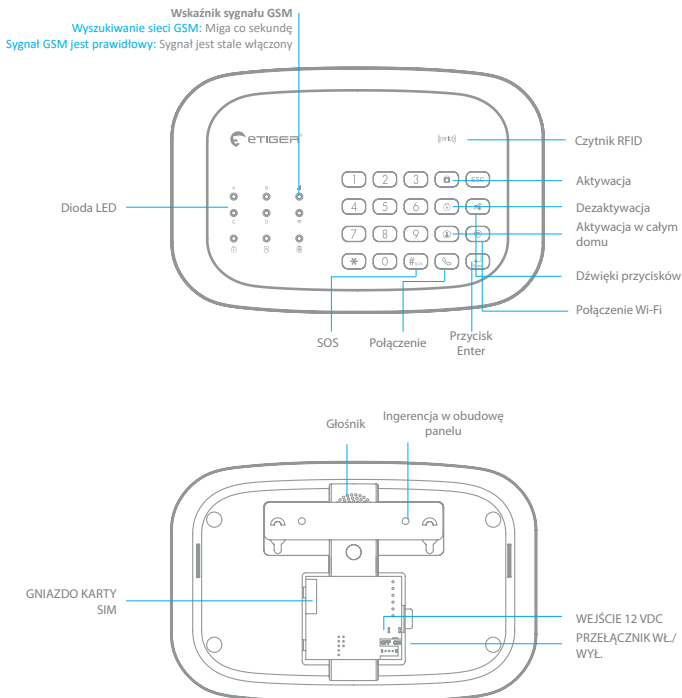 Wskaźnik sygnału GSM
Wyszukiwanie sieci GSM: Miga co sekundę
Sygnał GSM jest prawidłowy: Sygnał jest stale włączony
eTIGER
Czytnik RFID
A B
C D
1 2 3 ESC
4 5 6
7 8 9
* 0 # SOS
Dioda LED
Aktywacja
Dezaktywacja
Aktywacja w całym
domu
Dźwięki przycisków
Połączenie Wi-Fi
SOS
Połączenie
Przycisk
Enter
Głośnik
Ingerencja w obudowę
panelu
GNIAZDO KARTY
SIM
OFF ON
WEJŚCIE 12 VDC
PRZEŁĄCZNIK WŁ./
WYŁ.